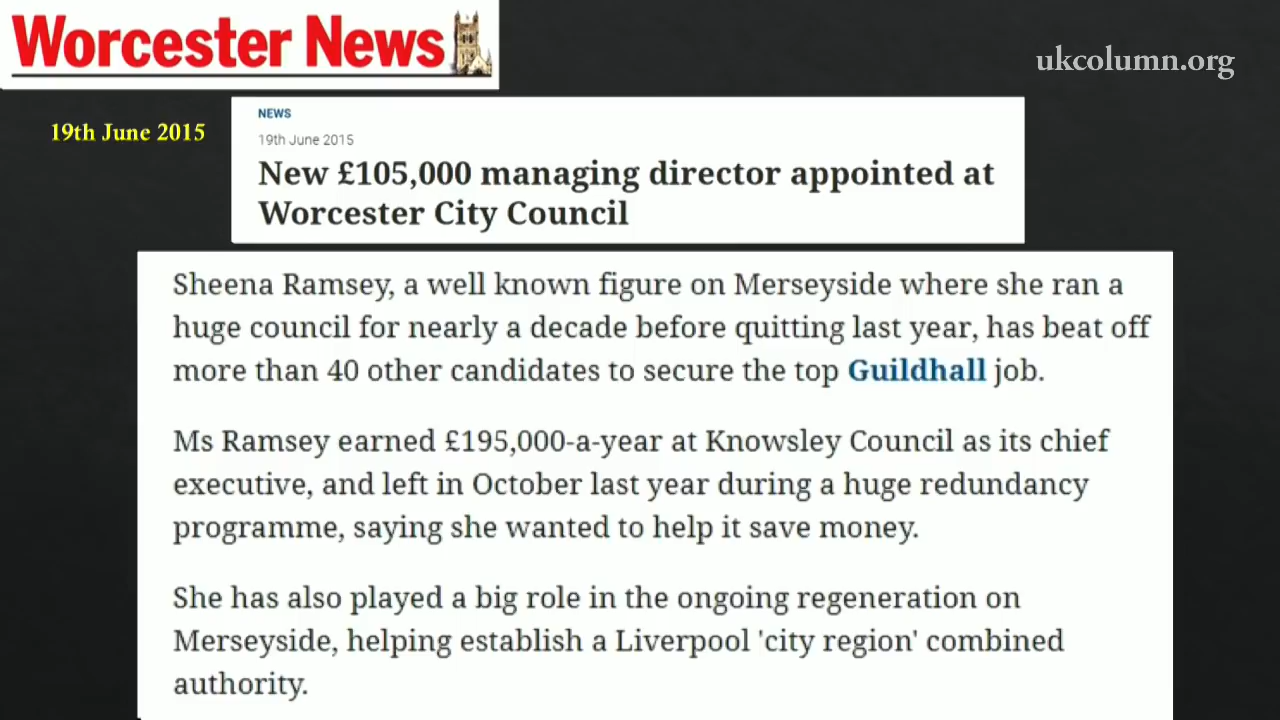 Worcester News
ukcolumn.org
19th June 2015
NEWS
19th June 2015
New £105,000 managing director appointed at
Worcester City Council
Sheena Ramsey, a well known figure on Merseyside where she ran a
huge council for nearly a decade before quitting last year, has beat off
more than 40 other candidates to secure the top Guildhall job.
Ms Ramsey earned £195,000-a-year at Knowsley Council as its chief
executive, and left in October last year during a huge redundancy
programme, saying she wanted to help it save money.
She has also played a big role in the ongoing regeneration on
Merseyside, helping establish a Liverpool 'city region' combined
authority.